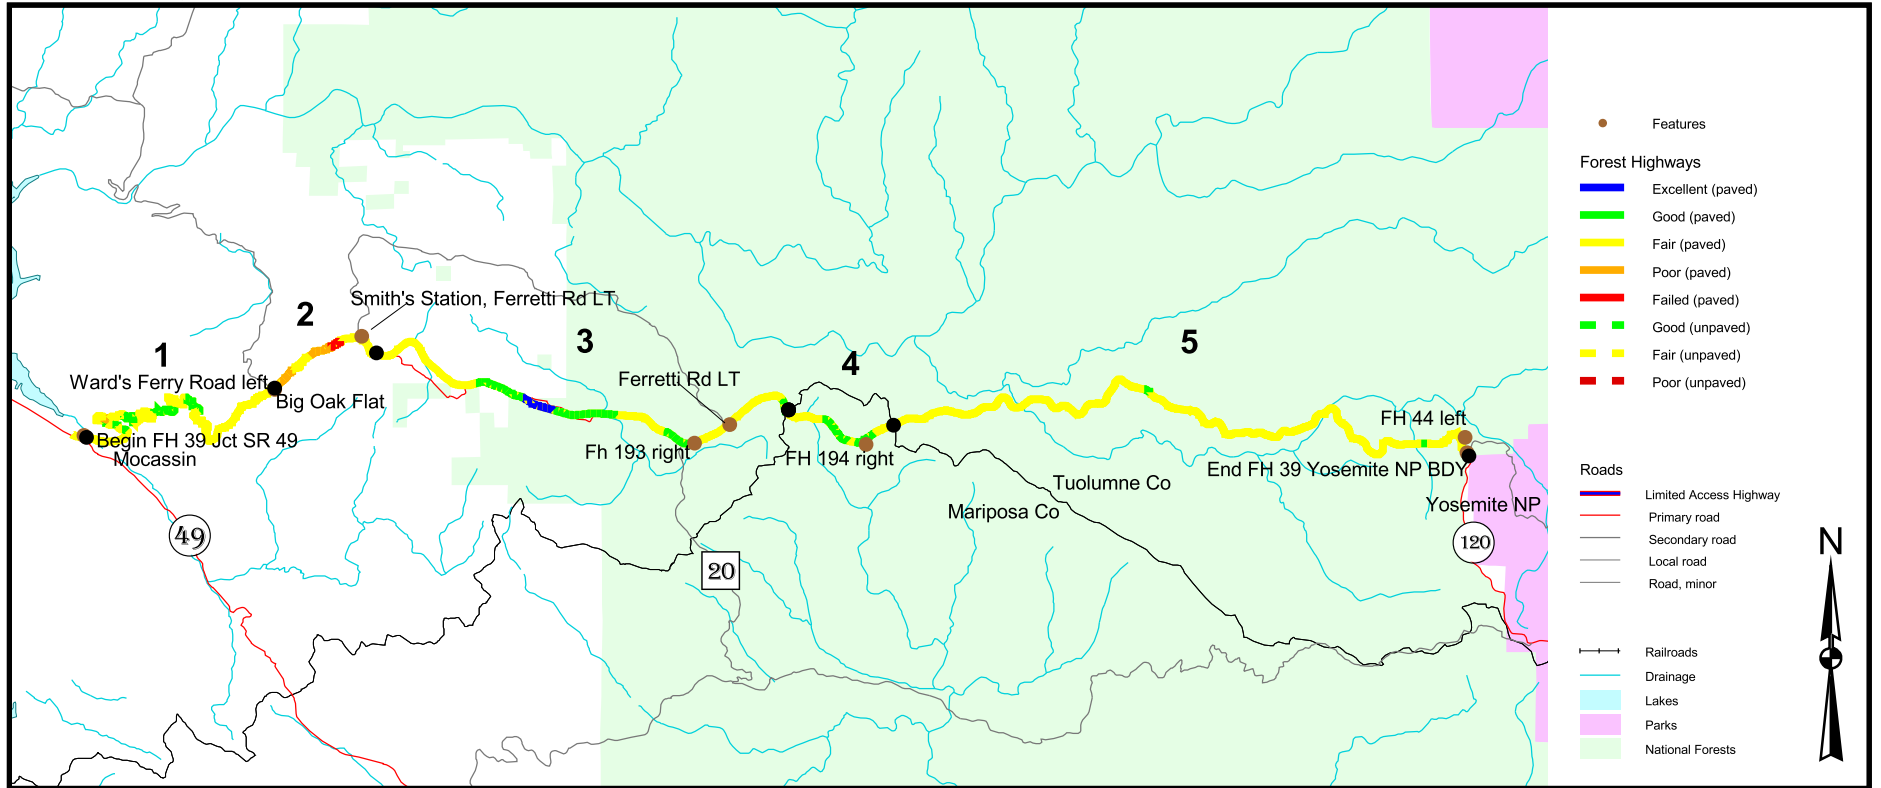 1
2
3
4
5
Smith's Station, Ferretti Rd LT
Ward's Ferry Road left
Big Oak Flat
Begin FH 39 Jct SR 49
Mocassin
Ferretti Rd LT
Fh 193 right
FH 194 right
Tuolumne Co
Mariposa Co
FH 44 left
End FH 39 Yosemite NP BDY
Yosemite NP
49
20
120
Features
Forest Highways
Excellent (paved)
Good (paved)
Fair (paved)
Poor (paved)
Failed (paved)
Good (unpaved)
Fair (unpaved)
Poor (unpaved)
Roads
Limited Access Highway
Primary road
Secondary road
Local road
Road, minor
Railroads
Drainage
Lakes
Parks
National Forests
N